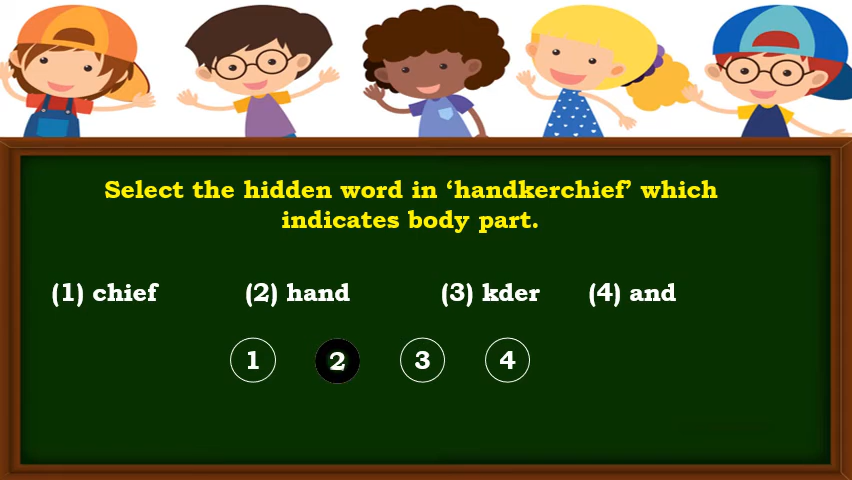 Select the hidden word in ‘handkerchief’ which
indicates body part.
(1) chief (2) hand (3) kder (4) and
1 2 3 4